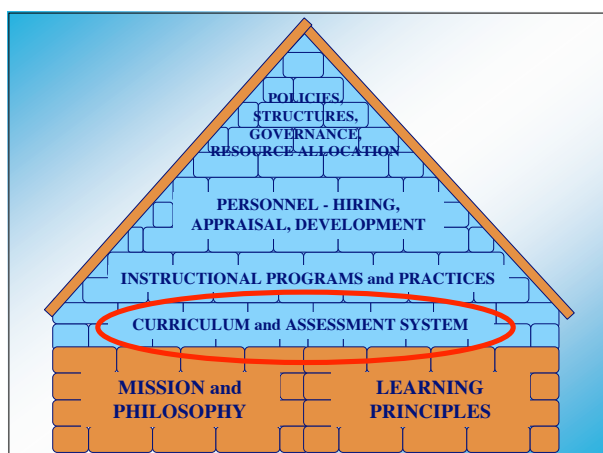 POLICIES,
STRUCTURES,
GOVERNANCE,
RESOURCE ALLOCATION
PERSONNEL - HIRING,
APPRAISAL, DEVELOPMENT
INSTRUCTIONAL PROGRAMS and PRACTICES
CURRICULUM and ASSESSMENT SYSTEM
MISSION and
PHILOSOPHY
LEARNING
PRINCIPLES